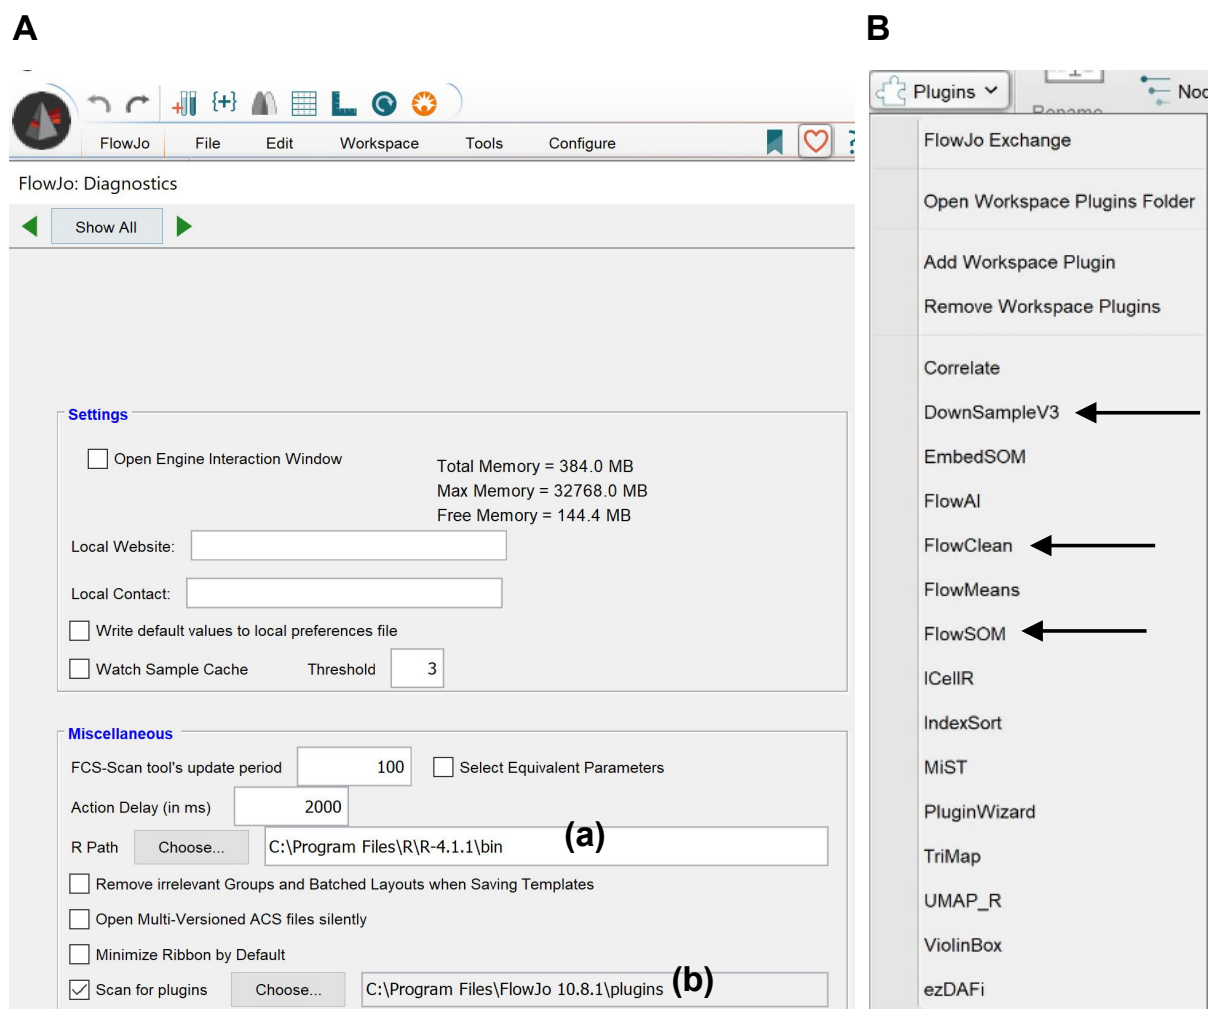 A
FlowJo File Edit Workspace Tools Configure
FlowJo: Diagnostics
Show All
Settings
Open Engine Interaction Window
Total Memory = 384.0 MB
Max Memory = 32768.0 MB
Free Memory = 144.4 MB
Local Website:
Local Contact:
Write default values to local preferences file
Watch Sample Cache Threshold 3
Miscellaneous
FCS-Scan tool's update period 100 Select Equivalent Parameters
Action Delay (in ms) 2000
R Path Choose... C:\Program Files\R\R-4.1.1\bin (a)
Remove irrelevant Groups and Batched Layouts when Saving Templates
Open Multi-Versioned ACS files silently
Minimize Ribbon by Default
Scan for plugins Choose... C:\Program Files\FlowJo 10.8.1\plugins (b)
B
Plugins
FlowJo Exchange
Open Workspace Plugins Folder
Add Workspace Plugin
Remove Workspace Plugins
Correlate
DownSampleV3
EmbedSOM
FlowAI
FlowClean
FlowMeans
FlowSOM
ICellR
IndexSort
MiST
PluginWizard
TriMap
UMAP_R
ViolinBox
ezDAFi